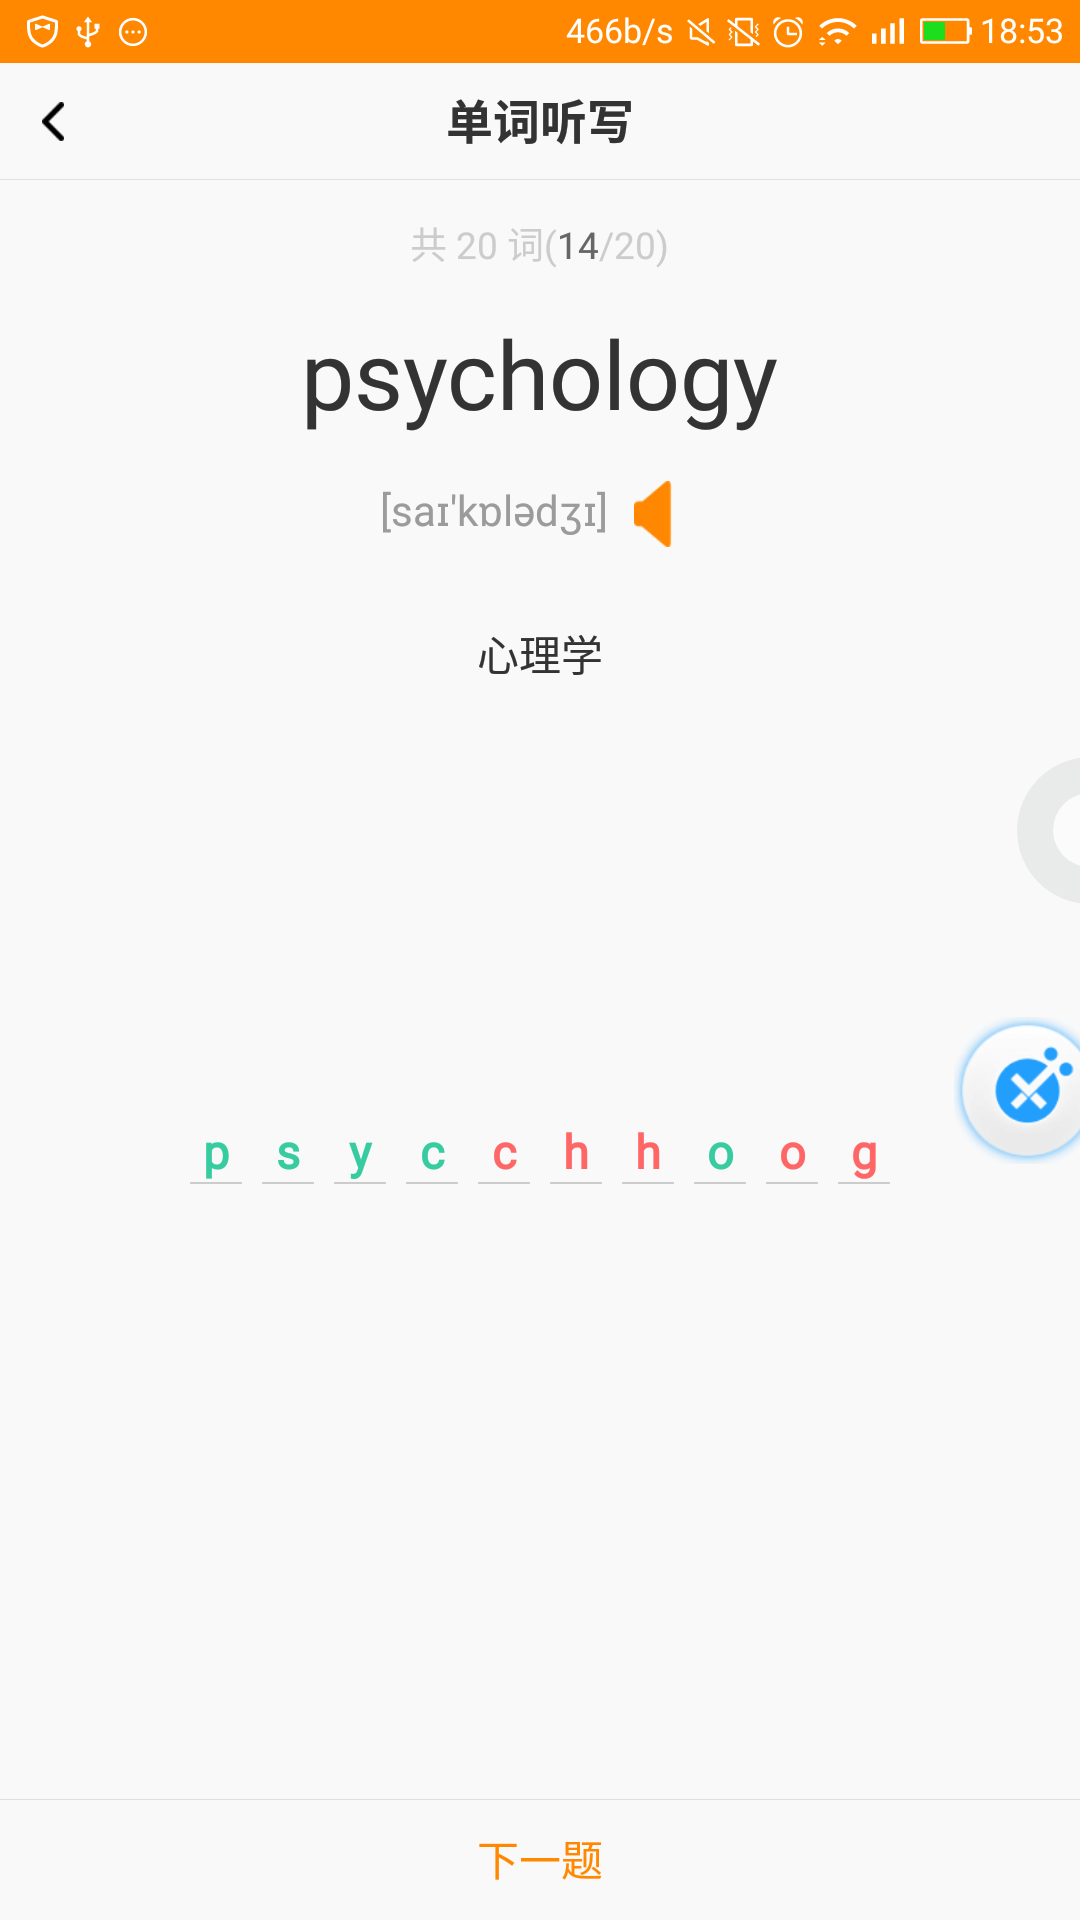 466b/s 18:53
单词听写
共 20 词(14/20)
psychology
[saɪ'kɒlədʒɪ]
心理学
p s y c c h h o o g
下一题